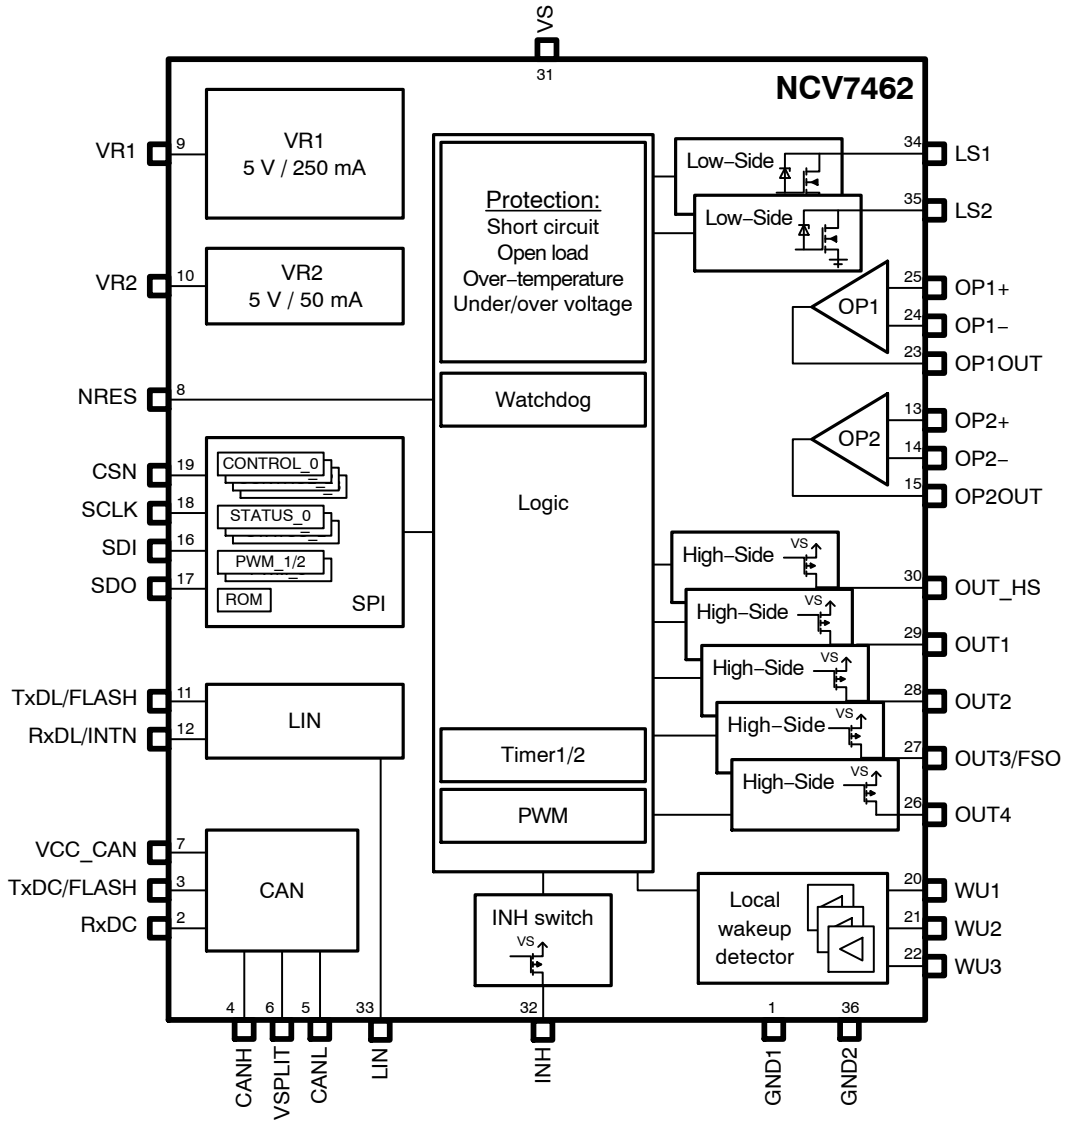 VS
31
NCV7462
VR1
9
VR1
5 V / 250 mA
VR2
10
VR2
5 V / 50 mA
NRES
8
CSN
19
SCLK
18
SDI
16
SDO
17
CONTROL_0
STATUS_0
PWM_1/2
ROM
SPI
TxDL/FLASH
11
RxDL/INTN
12
LIN
VCC_CAN
7
TxDC/FLASH
3
RxDC
2
CAN
Protection:
Short circuit
Open load
Over−temperature
Under/over voltage
Watchdog
Logic
Timer1/2
PWM
INH switch
VS
Low−Side
34
LS1
Low−Side
35
LS2
OP1
25
OP1+
24
OP1−
23
OP1OUT
OP2
13
OP2+
14
OP2−
15
OP2OUT
High−Side
VS
30
OUT_HS
High−Side
VS
29
OUT1
High−Side
VS
28
OUT2
High−Side
VS
27
OUT3/FSO
High−Side
VS
26
OUT4
Local
wakeup
detector
20
WU1
21
WU2
22
WU3
4
6
5
33
32
1
36
CANH
VSPLIT
CANL
LIN
INH
GND1
GND2